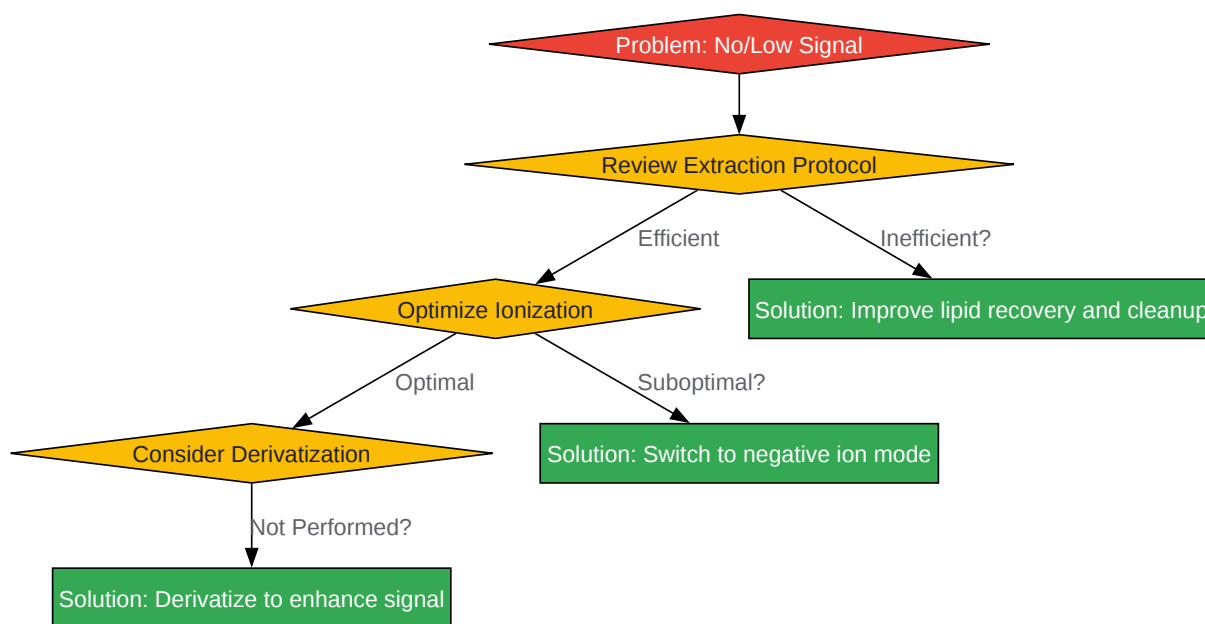 Problem: No/Low Signal
Review Extraction Protocol
Efficient
Inefficient?
Optimize Ionization
Solution: Improve lipid recovery and cleanup
Optimal
Suboptimal?
Consider Derivatization
Solution: Switch to negative ion mode
Not Performed?
Solution: Derivatize to enhance signal